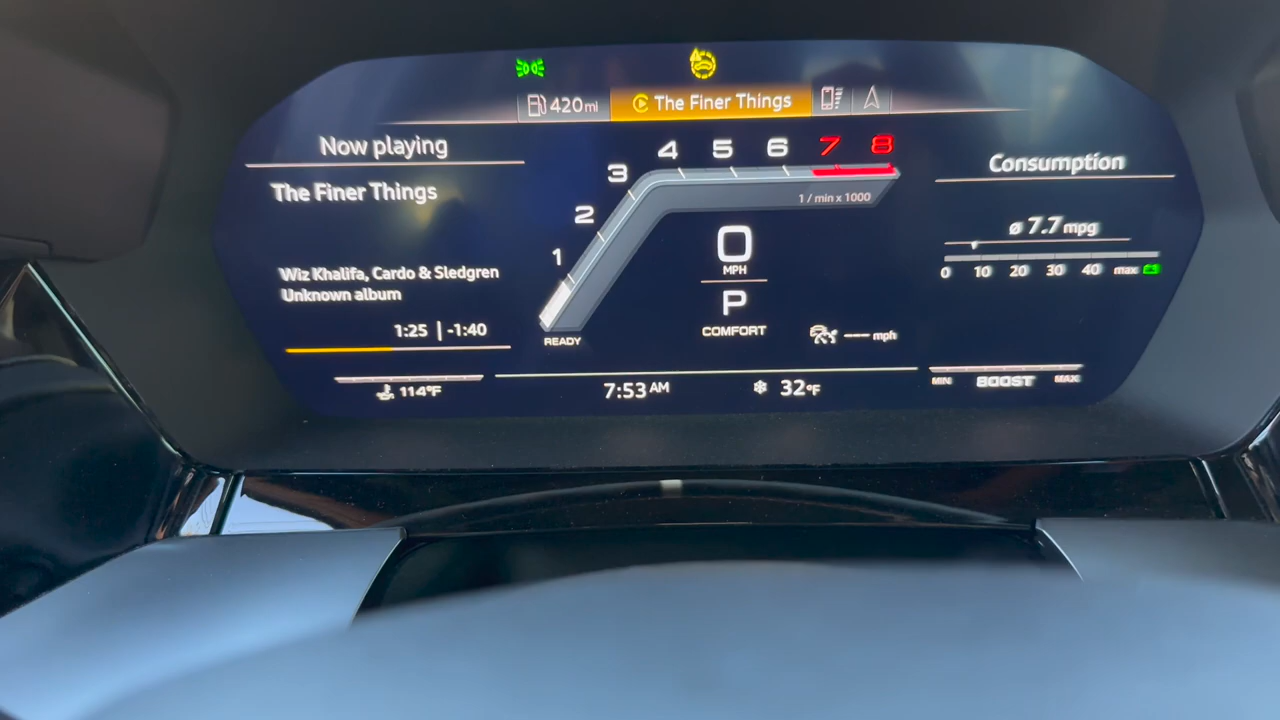 420 mi
The Finer Things
Now playing
The Finer Things
Wiz Khalifa, Cardo & Sledgren
Unknown album
1:25 | -1:40
114°F
1 2 3 4 5 6 7 8
1 / min x 1000
0
MPH
P
COMFORT
READY
--- mph
7:53 AM
32°F
Consumption
ø 7.7 mpg
0 10 20 30 40 max
MIN BOOST MAX